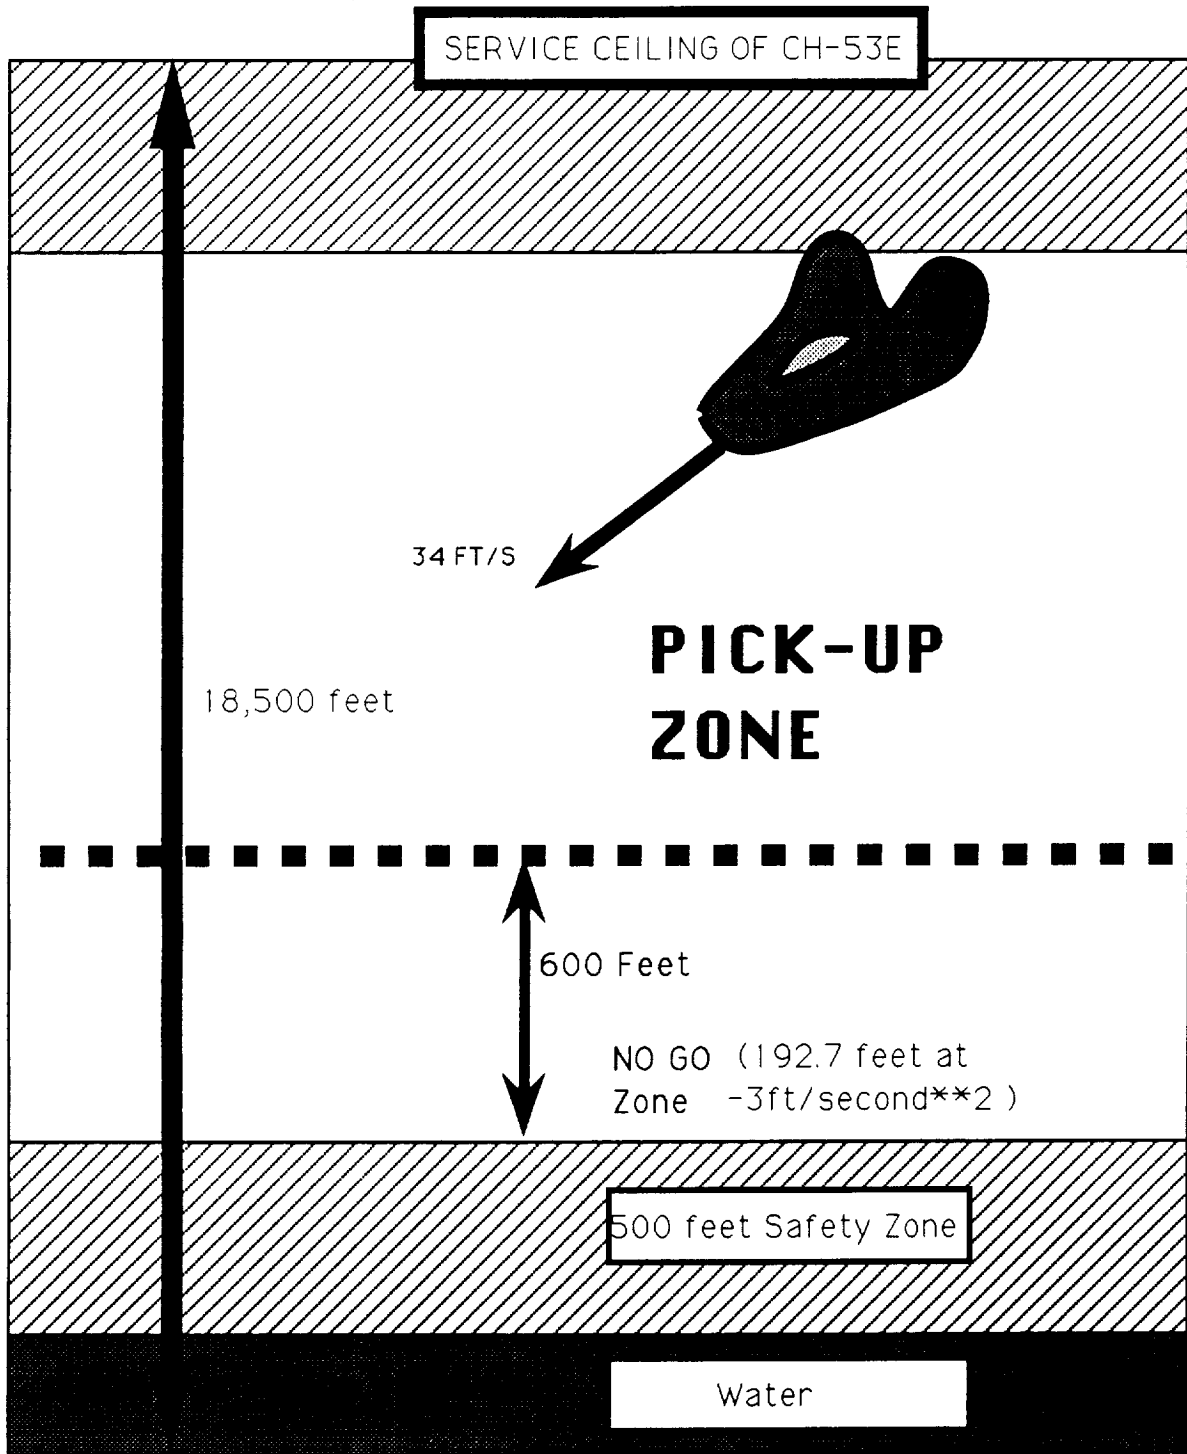 SERVICE CEILING OF CH-53E
34 FT/S
PICK-UP
ZONE
18,500 feet
600 Feet
NO GO (192.7 feet at
Zone -3ft/second**2 )
500 feet Safety Zone
Water